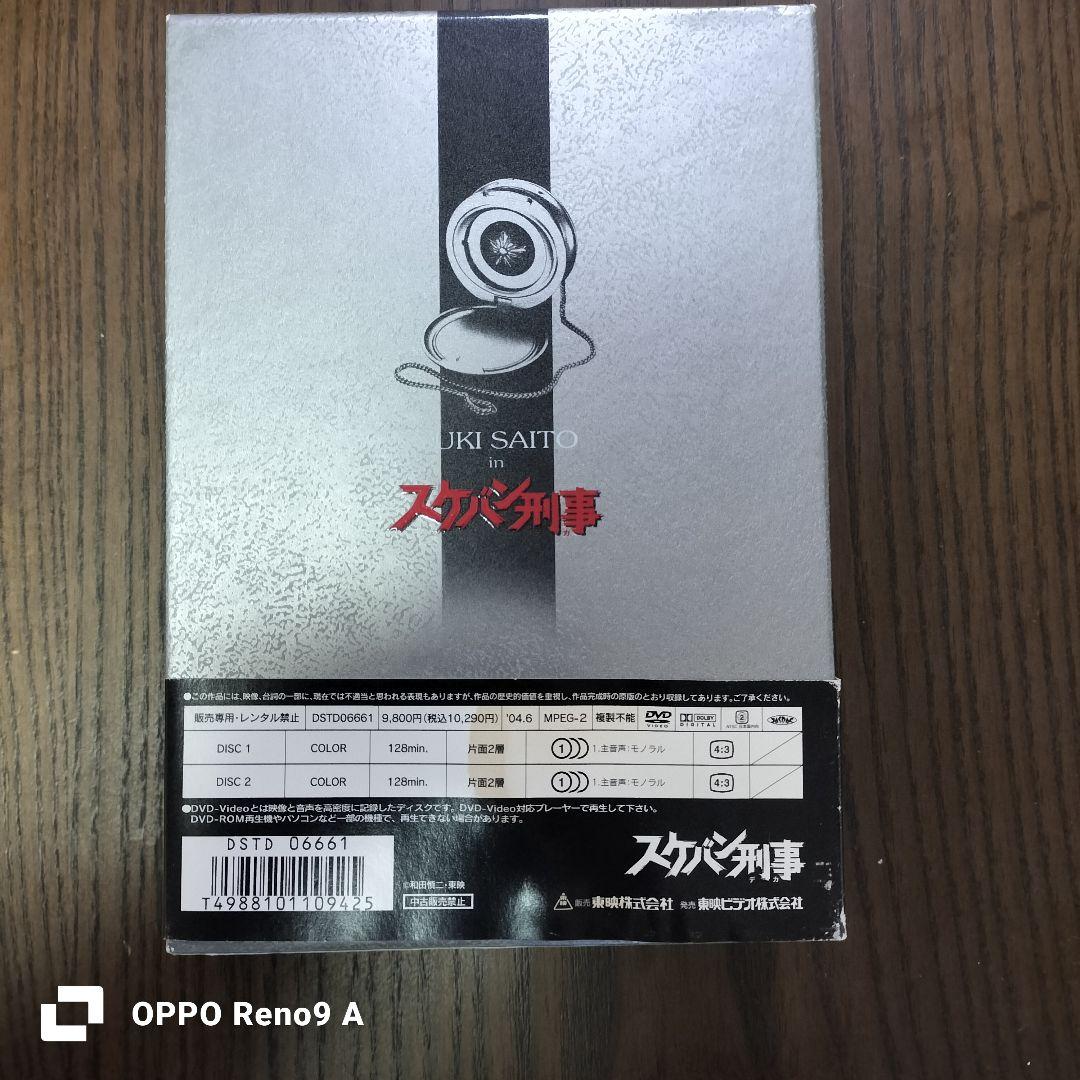 UKI SAITO
in
スケバン刑事
デカ
●この作品には、映像、台詞の一部に、現在では不適当と思われる表現もありますが、作品の歴史的価値を重視し、作品完成時の原版のとおり収録してあります。ご了承ください。
販売専用・レンタル禁止 DSTD06661 9,800円(税込10,290円) '04.6 MPEG-2 複製不能 DVD VIDEO DOLBY DIGITAL 2
DISC 1 COLOR 128min. 片面2層 1 1.主音声:モノラル 4:3
DISC 2 COLOR 128min. 片面2層 1 1.主音声:モノラル 4:3
●DVD-Videoとは映像と音声を高密度に記録したディスクです。DVD-Video対応プレーヤーで再生して下さい。
DVD-ROM再生機やパソコンなど一部の機種で、再生できない場合があります。
DSTD 06661
T4988101109425
©和田慎二・東映
中古販売禁止
スケバン刑事
デカ
販売 東映株式会社 発売 東映ビデオ株式会社
OPPO Reno9 A